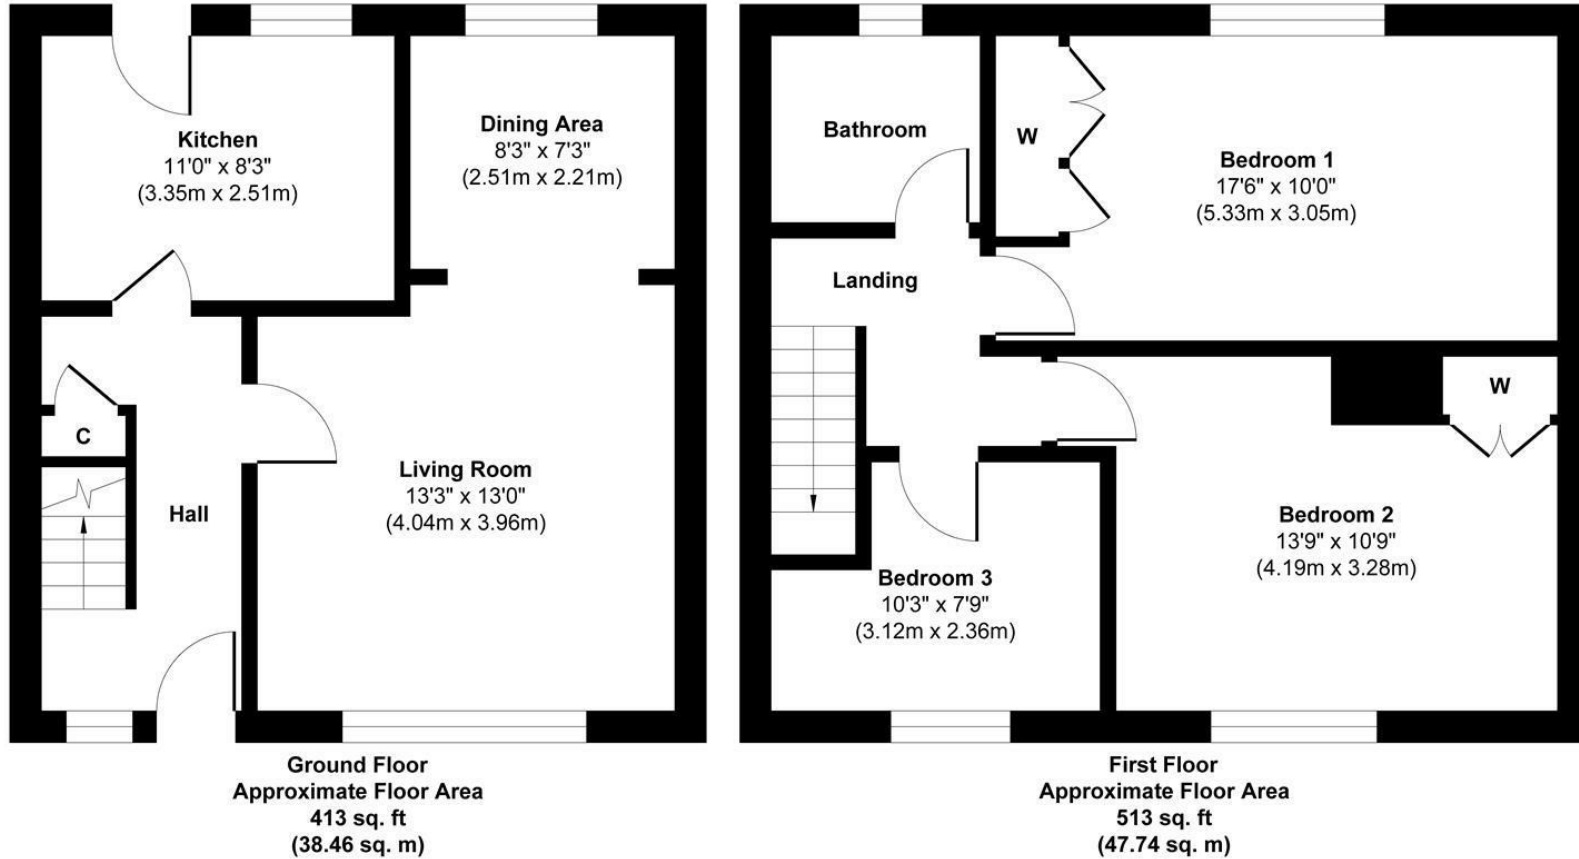 Kitchen
11'0" x 8'3"
(3.35m x 2.51m)
Dining Area
8'3" x 7'3"
(2.51m x 2.21m)
C
Hall
Living Room
13'3" x 13'0"
(4.04m x 3.96m)
Ground Floor
Approximate Floor Area
413 sq. ft
(38.46 sq. m)
Bathroom
W
Bedroom 1
17'6" x 10'0"
(5.33m x 3.05m)
Landing
W
Bedroom 2
13'9" x 10'9"
(4.19m x 3.28m)
Bedroom 3
10'3" x 7'9"
(3.12m x 2.36m)
First Floor
Approximate Floor Area
513 sq. ft
(47.74 sq. m)